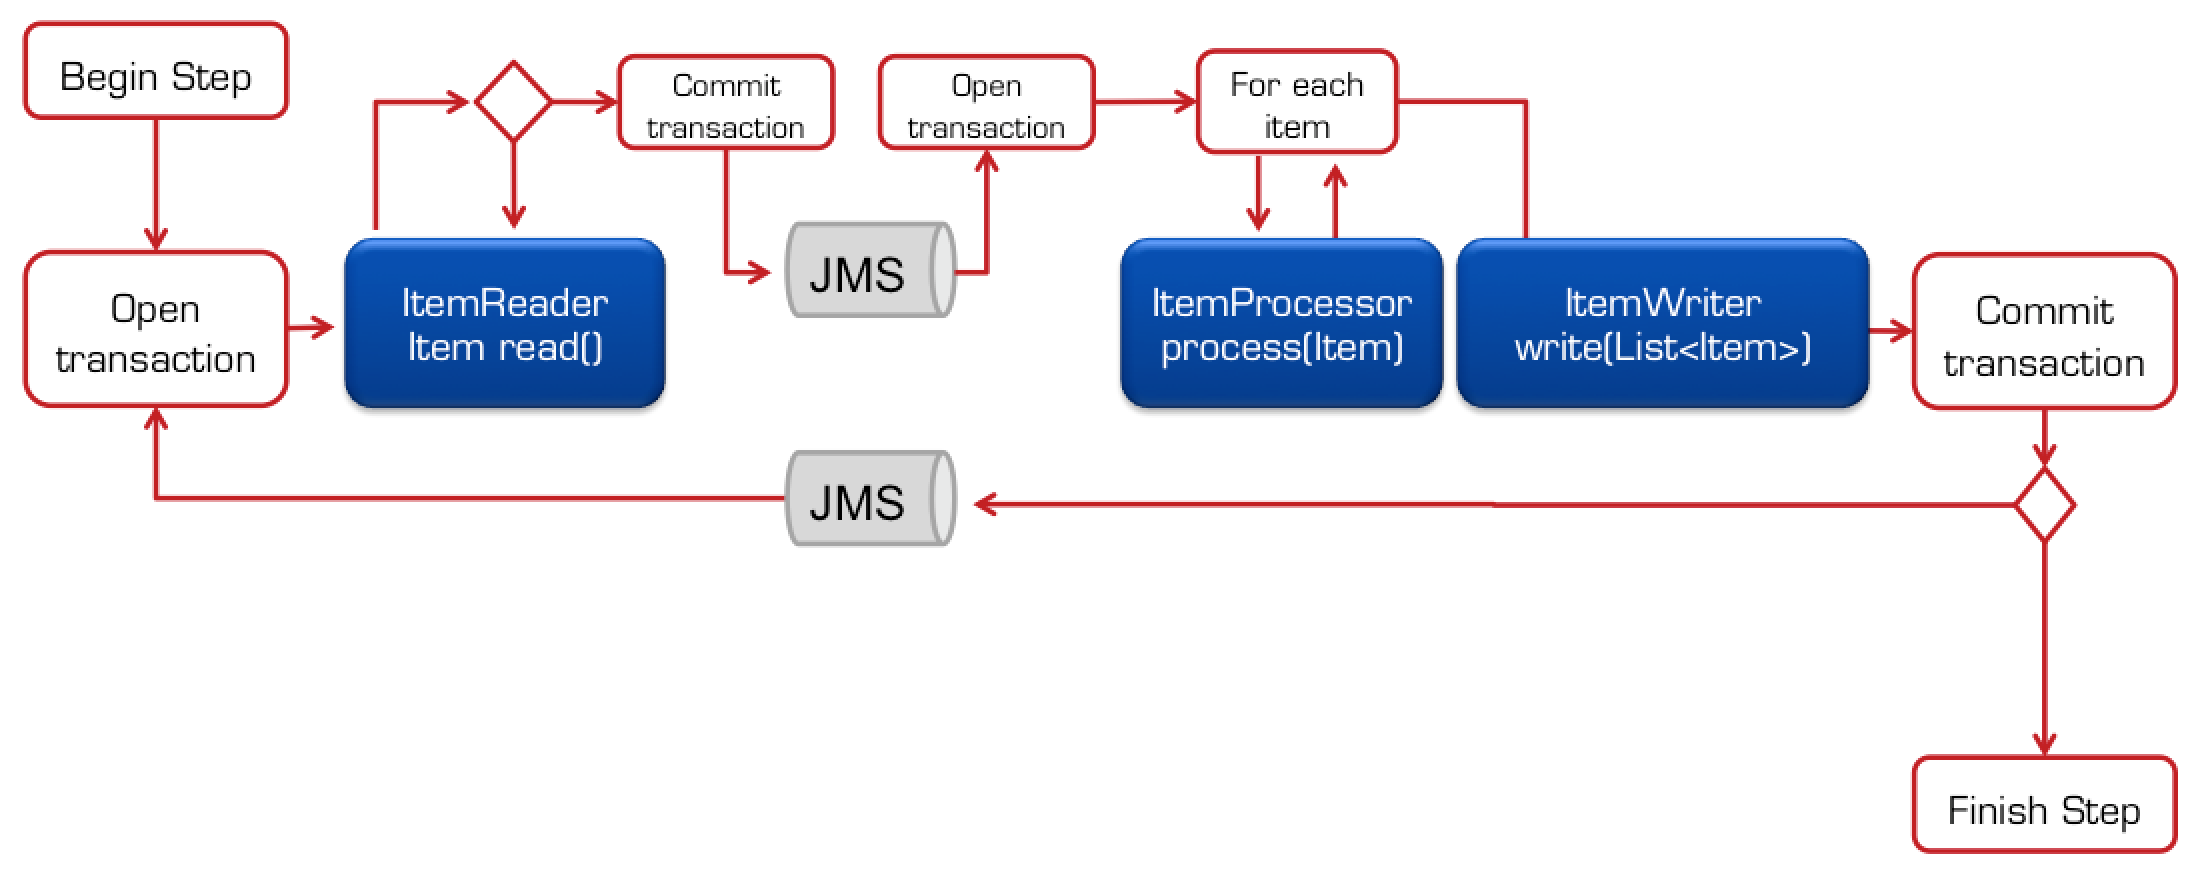 Begin Step
Open
transaction
ItemReader
Item read()
Commit
transaction
JMS
Open
transaction
For each
item
ItemProcessor
process(Item)
ItemWriter
write(List<Item>)
Commit
transaction
JMS
Finish Step